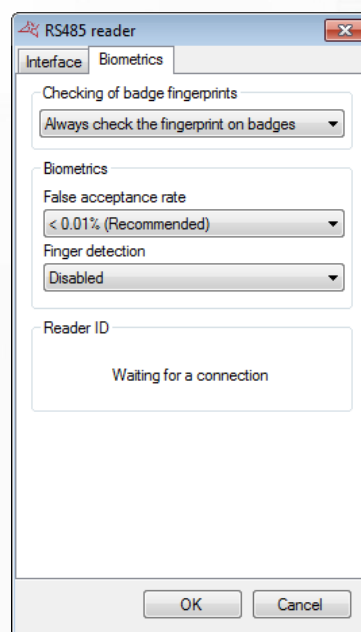 RS485 reader
Interface
Biometrics
Checking of badge fingerprints
Always check the fingerprint on badges
Biometrics
False acceptance rate
< 0.01% (Recommended)
Finger detection
Disabled
Reader ID
Waiting for a connection
OK
Cancel